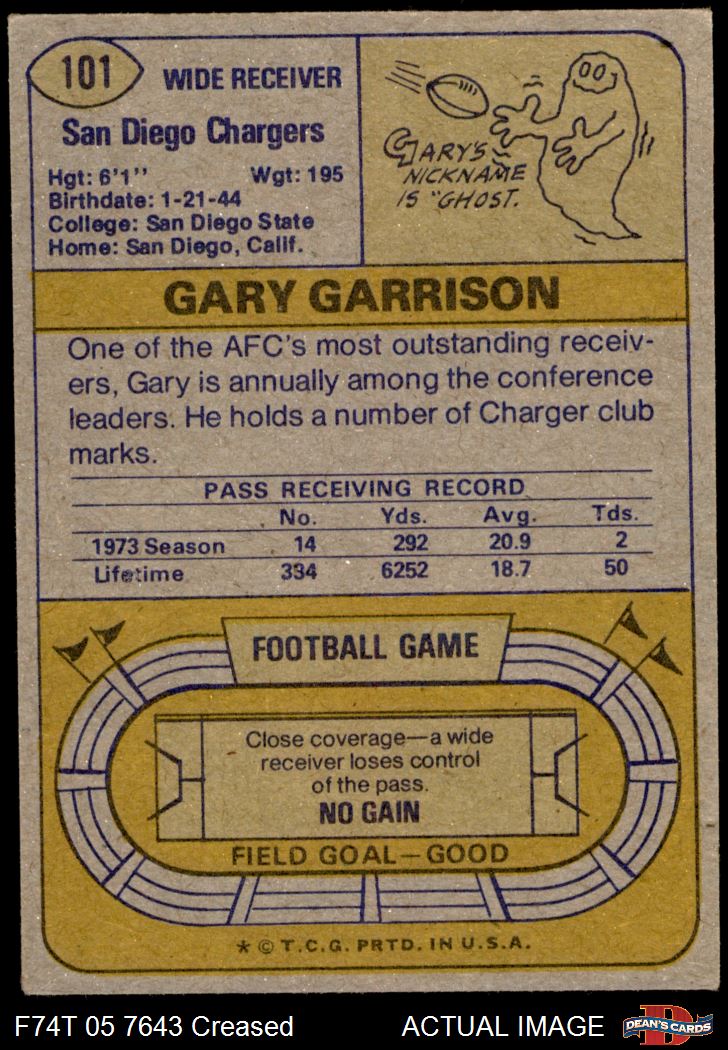 101
WIDE RECEIVER
San Diego Chargers
Hgt: 6'1" Wgt: 195
Birthdate: 1-21-44
College: San Diego State
Home: San Diego, Calif.
GARY'S
NICKNAME
IS "GHOST.
GARY GARRISON
One of the AFC's most outstanding receiv-
ers, Gary is annually among the conference
leaders. He holds a number of Charger club
marks.
PASS RECEIVING RECORD
No. Yds. Avg. Tds.
1973 Season 14 292 20.9 2
Lifetime 334 6252 18.7 50
FOOTBALL GAME
Close coverage—a wide
receiver loses control
of the pass.
NO GAIN
FIELD GOAL—GOOD
* © T.C.G. PRTD. IN U.S.A.
F74T 05 7643 Creased ACTUAL IMAGE
DEAN'S CARDS